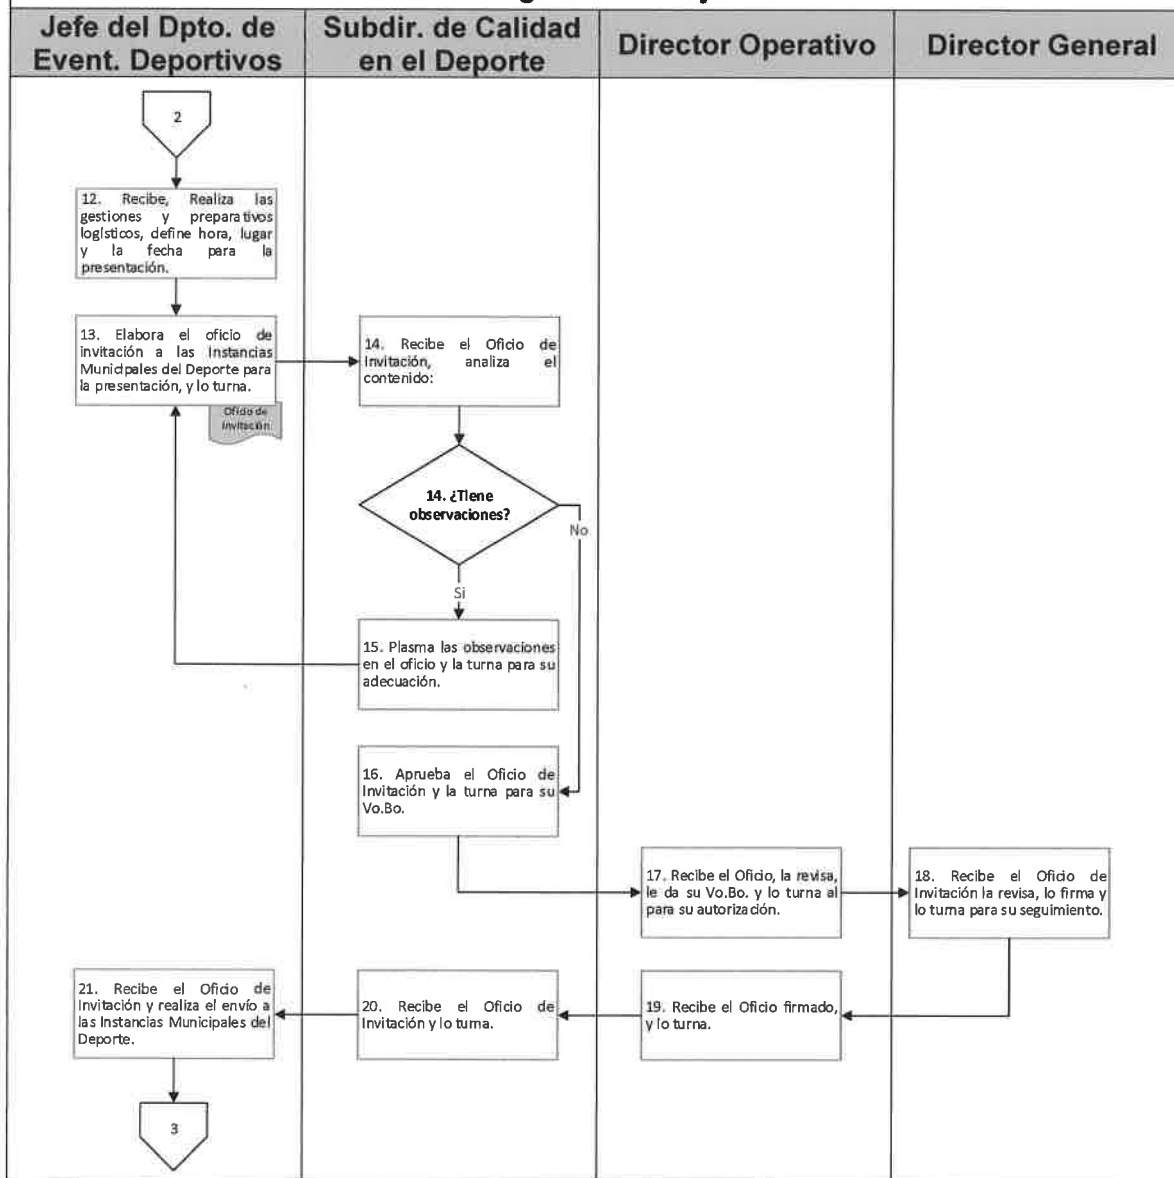 Jefe del Dpto. de
Event. Deportivos
Subdir. de Calidad
en el Deporte
Director Operativo
Director General
2
12. Recibe, Realiza las
gestiones y preparativos
logísticos, define hora, lugar
y la fecha para la
presentación.
13. Elabora el oficio de
invitación a las Instancias
Municipales del Deporte para
la presentación, y lo turna.
Oficio de
Invitación
14. Recibe el Oficio de
Invitación, analiza el
contenido:
14. ¿Tiene
observaciones?
No
Si
15. Plasma las observaciones
en el oficio y la turna para su
adecuación.
16. Aprueba el Oficio de
Invitación y la turna para su
Vo.Bo.
17. Recibe el Oficio, la revisa,
le da su Vo.Bo. y lo turna al
para su autorización.
18. Recibe el Oficio de
Invitación la revisa, lo firma y
lo turna para su seguimiento.
19. Recibe el Oficio firmado,
y lo turna.
20. Recibe el Oficio de
Invitación y lo turna.
21. Recibe el Oficio de
Invitación y realiza el envío a
las Instancias Municipales del
Deporte.
3